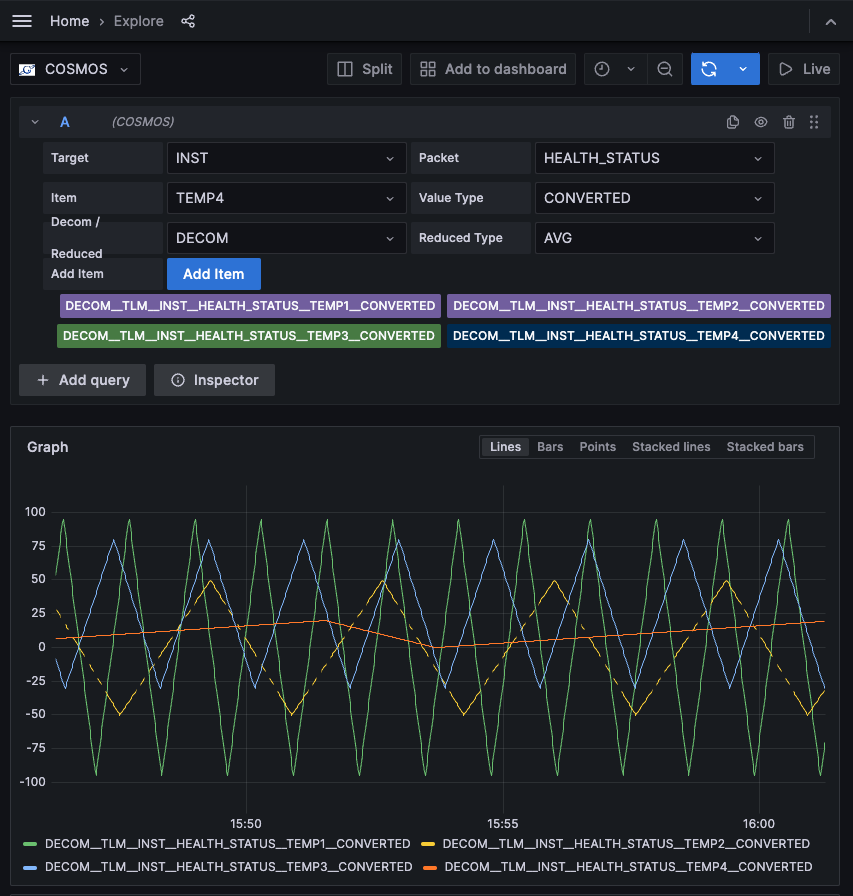 Home › Explore
COSMOS Split Add to dashboard Live
A (COSMOS)
Target INST Packet HEALTH_STATUS
Item TEMP4 Value Type CONVERTED
Decom /
Reduced DECOM Reduced Type AVG
Add Item Add Item
DECOM__TLM__INST__HEALTH_STATUS__TEMP1__CONVERTED DECOM__TLM__INST__HEALTH_STATUS__TEMP2__CONVERTED
DECOM__TLM__INST__HEALTH_STATUS__TEMP3__CONVERTED DECOM__TLM__INST__HEALTH_STATUS__TEMP4__CONVERTED
+ Add query Inspector
Graph Lines Bars Points Stacked lines Stacked bars
100
75
50
25
0
-25
-50
-75
-100
15:50 15:55 16:00
DECOM__TLM__INST__HEALTH_STATUS__TEMP1__CONVERTED DECOM__TLM__INST__HEALTH_STATUS__TEMP2__CONVERTED
DECOM__TLM__INST__HEALTH_STATUS__TEMP3__CONVERTED DECOM__TLM__INST__HEALTH_STATUS__TEMP4__CONVERTED